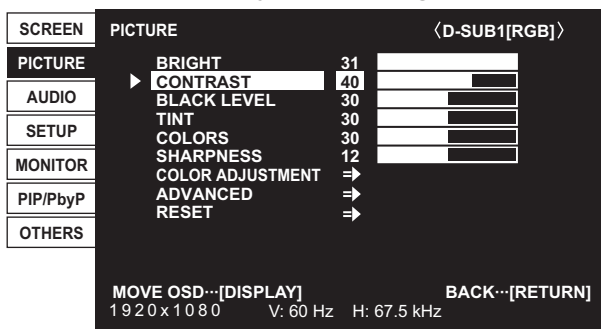 SCREEN
PICTURE
AUDIO
SETUP
MONITOR
PIP/PbyP
OTHERS
PICTURE 〈D-SUB1[RGB]〉
BRIGHT 31
CONTRAST 40
BLACK LEVEL 30
TINT 30
COLORS 30
SHARPNESS 12
COLOR ADJUSTMENT
ADVANCED
RESET
MOVE OSD···[DISPLAY] BACK···[RETURN]
1920x1080 V: 60 Hz H: 67.5 kHz